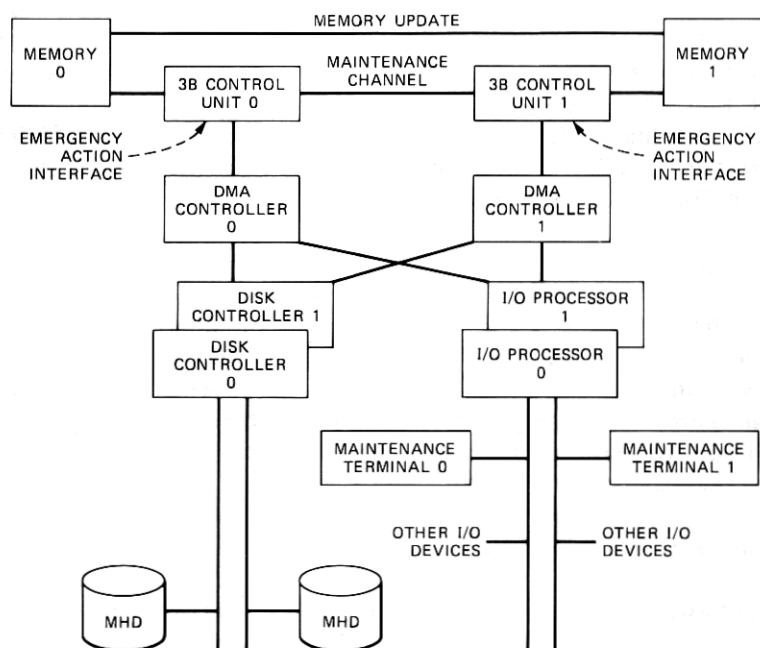 MEMORY UPDATE
MEMORY
0
MEMORY
1
MAINTENANCE
CHANNEL
3B CONTROL
UNIT 0
3B CONTROL
UNIT 1
EMERGENCY
ACTION
INTERFACE
EMERGENCY
ACTION
INTERFACE
DMA
CONTROLLER
0
DMA
CONTROLLER
1
DISK
CONTROLLER 1
I/O PROCESSOR
1
DISK
CONTROLLER
0
I/O PROCESSOR
0
MAINTENANCE
TERMINAL 0
MAINTENANCE
TERMINAL 1
OTHER I/O
DEVICES
OTHER I/O
DEVICES
MHD
MHD